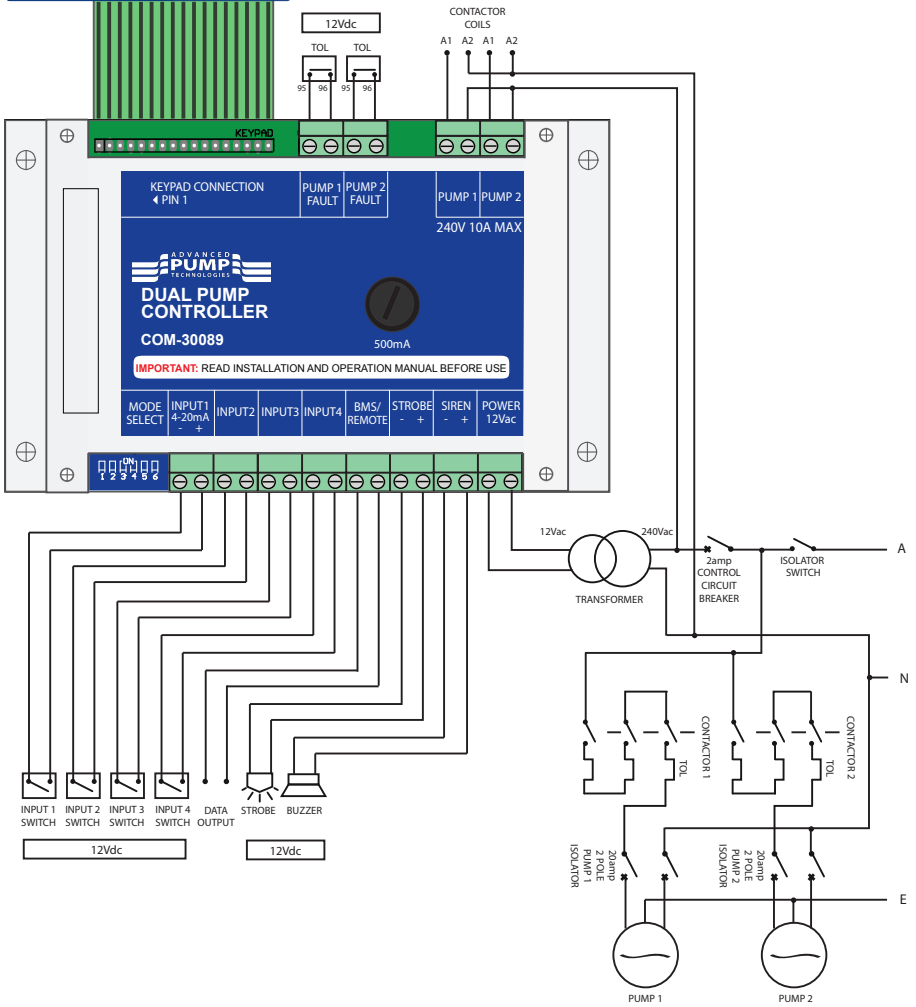 12Vdc
TOL TOL
95 96 95 96
CONTACTOR
COILS
A1 A2 A1 A2
KEYPAD
KEYPAD CONNECTION
PIN 1
PUMP 1
FAULT
PUMP 2
FAULT
PUMP 1
PUMP 2
240V 10A MAX
ADVANCED
PUMP
TECHNOLOGIES
DUAL PUMP
CONTROLLER
COM-30089
500mA
IMPORTANT: READ INSTALLATION AND OPERATION MANUAL BEFORE USE
MODE
SELECT
INPUT1
4-20mA
- +
INPUT2
INPUT3
INPUT4
BMS/
REMOTE
STROBE
- +
SIREN
- +
POWER
12Vac
ON
1 2 3 4 5 6
12Vac
240Vac
TRANSFORMER
2amp
CONTROL
CIRCUIT
BREAKER
ISOLATOR
SWITCH
A
N
CONTACTOR 1
TOL
CONTACTOR 2
TOL
INPUT 1
SWITCH
INPUT 2
SWITCH
INPUT 3
SWITCH
INPUT 4
SWITCH
DATA
OUTPUT
STROBE
BUZZER
12Vdc
12Vdc
20amp
2 POLE
PUMP 1
ISOLATOR
20amp
2 POLE
PUMP 2
ISOLATOR
E
PUMP 1
PUMP 2